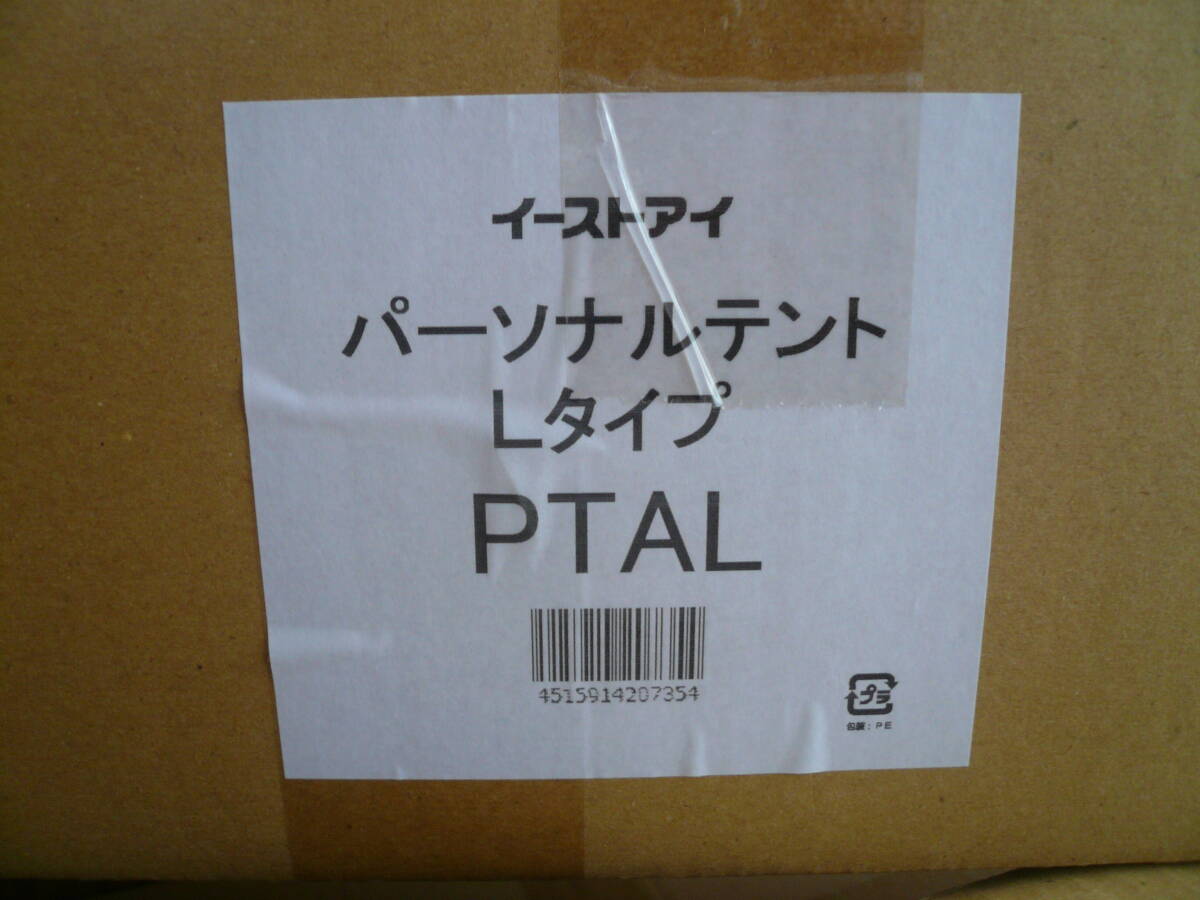 イーストアイ
パーソナルテント
Lタイプ
PTAL
4515914207354
プラ
包装：PE